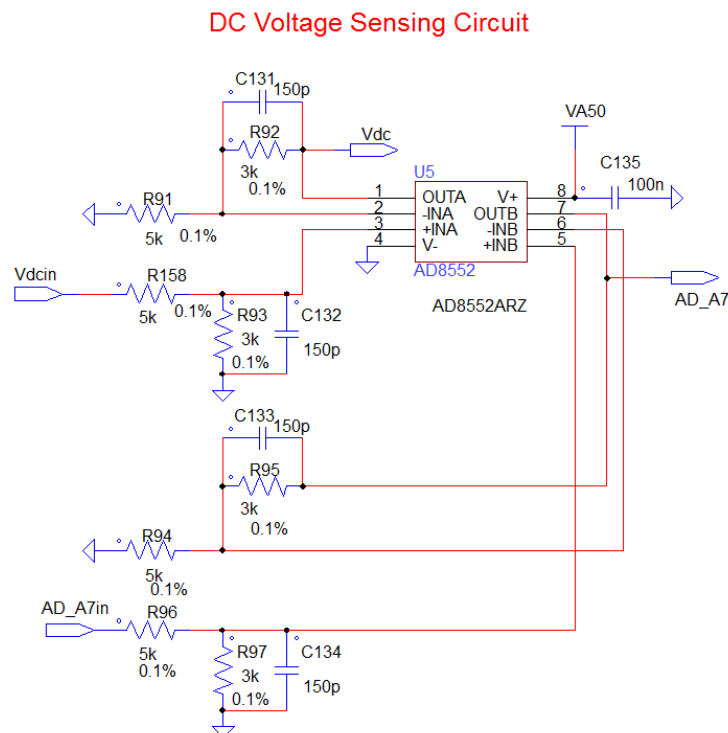 DC Voltage Sensing Circuit
C131
150p
R92
3k
0.1%
Vdc
VA50
C135
100n
U5
1 OUTA V+ 8
2 -INA OUTB 7
3 +INA -INB 6
4 V- +INB 5
AD8552
AD8552ARZ
R91
5k
0.1%
Vdcin
R158
5k
0.1%
R93
3k
0.1%
C132
150p
AD_A7
C133
150p
R95
3k
0.1%
R94
5k
0.1%
AD_A7in
R96
5k
0.1%
R97
3k
0.1%
C134
150p